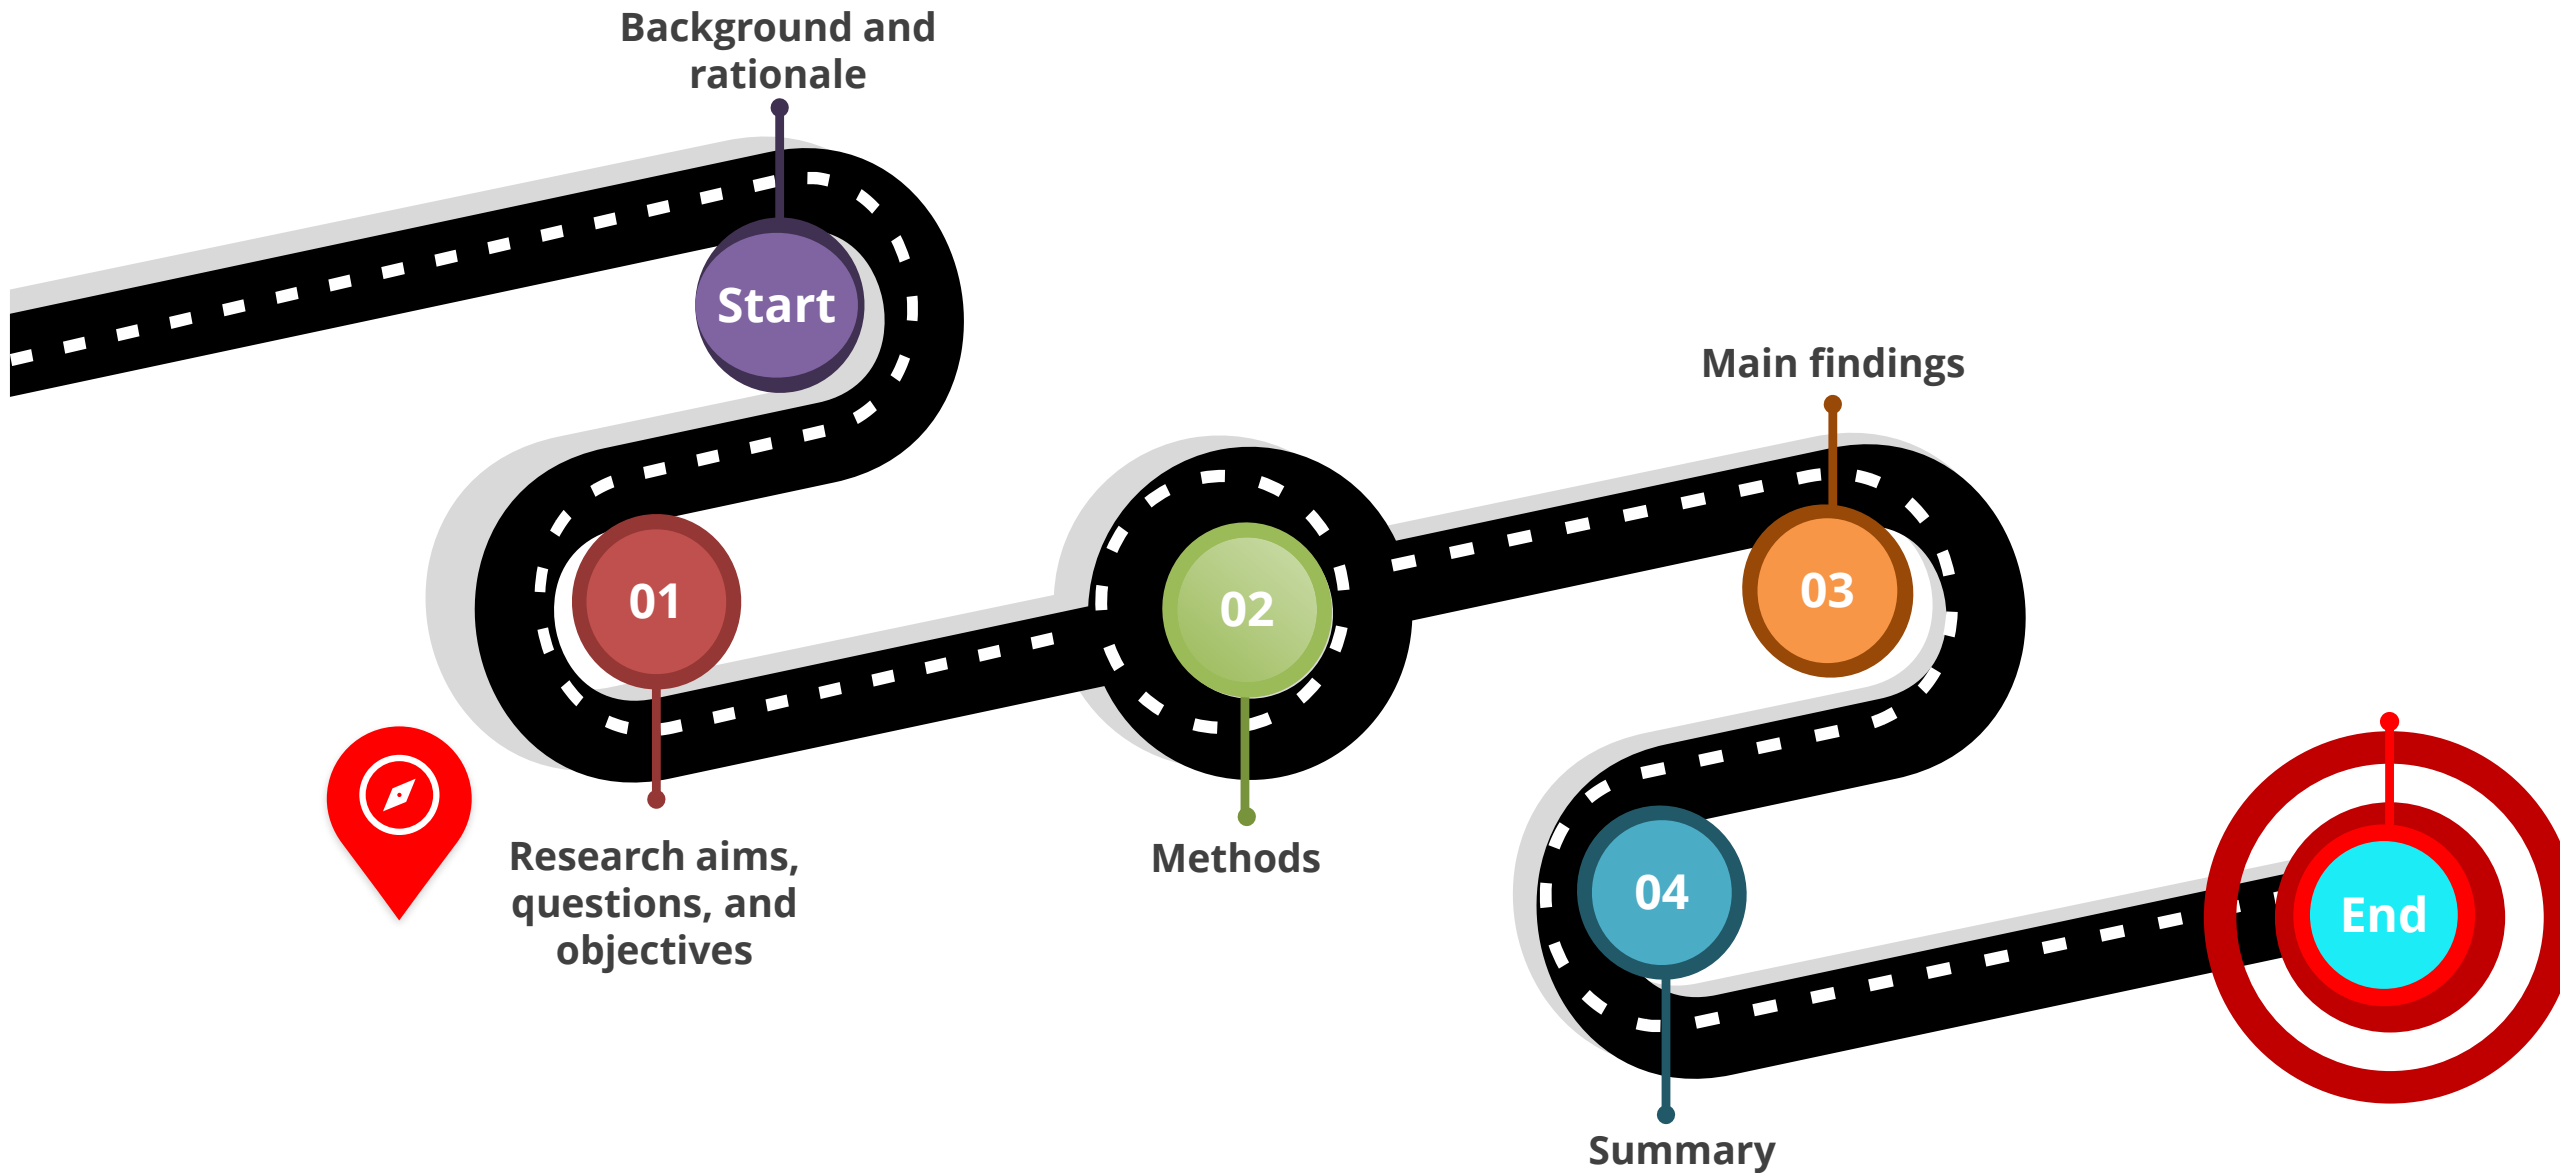 Background and
rationale
Start
Main findings
01
02
03
Research aims,
questions, and
objectives
Methods
04
End
Summary